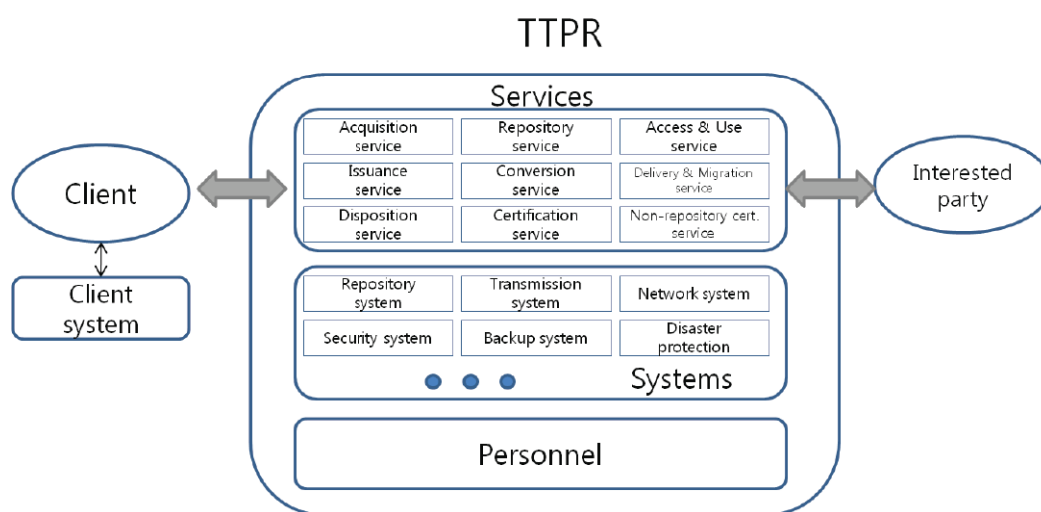 TTPR
Services
Acquisition
service
Repository
service
Access & Use
service
Issuance
service
Conversion
service
Delivery & Migration
service
Disposition
service
Certification
service
Non-repository cert.
service
Client
Client
system
Interested
party
Repository
system
Transmission
system
Network system
Security system
Backup system
Disaster
protection
Systems
Personnel